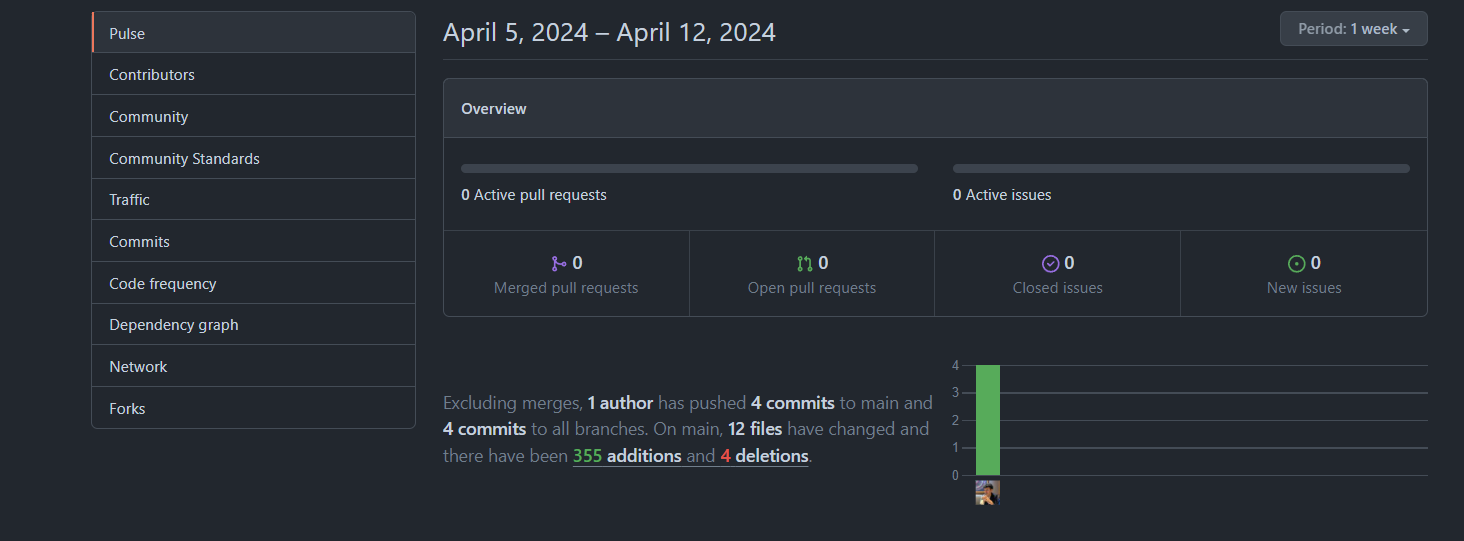 Pulse
Contributors
Community
Community Standards
Traffic
Commits
Code frequency
Dependency graph
Network
Forks
April 5, 2024 – April 12, 2024
Period: 1 week
Overview
0 Active pull requests
0 Active issues
0
Merged pull requests
0
Open pull requests
0
Closed issues
0
New issues
Excluding merges, 1 author has pushed 4 commits to main and
4 commits to all branches. On main, 12 files have changed and
there have been 355 additions and 4 deletions.
4
3
2
1
0